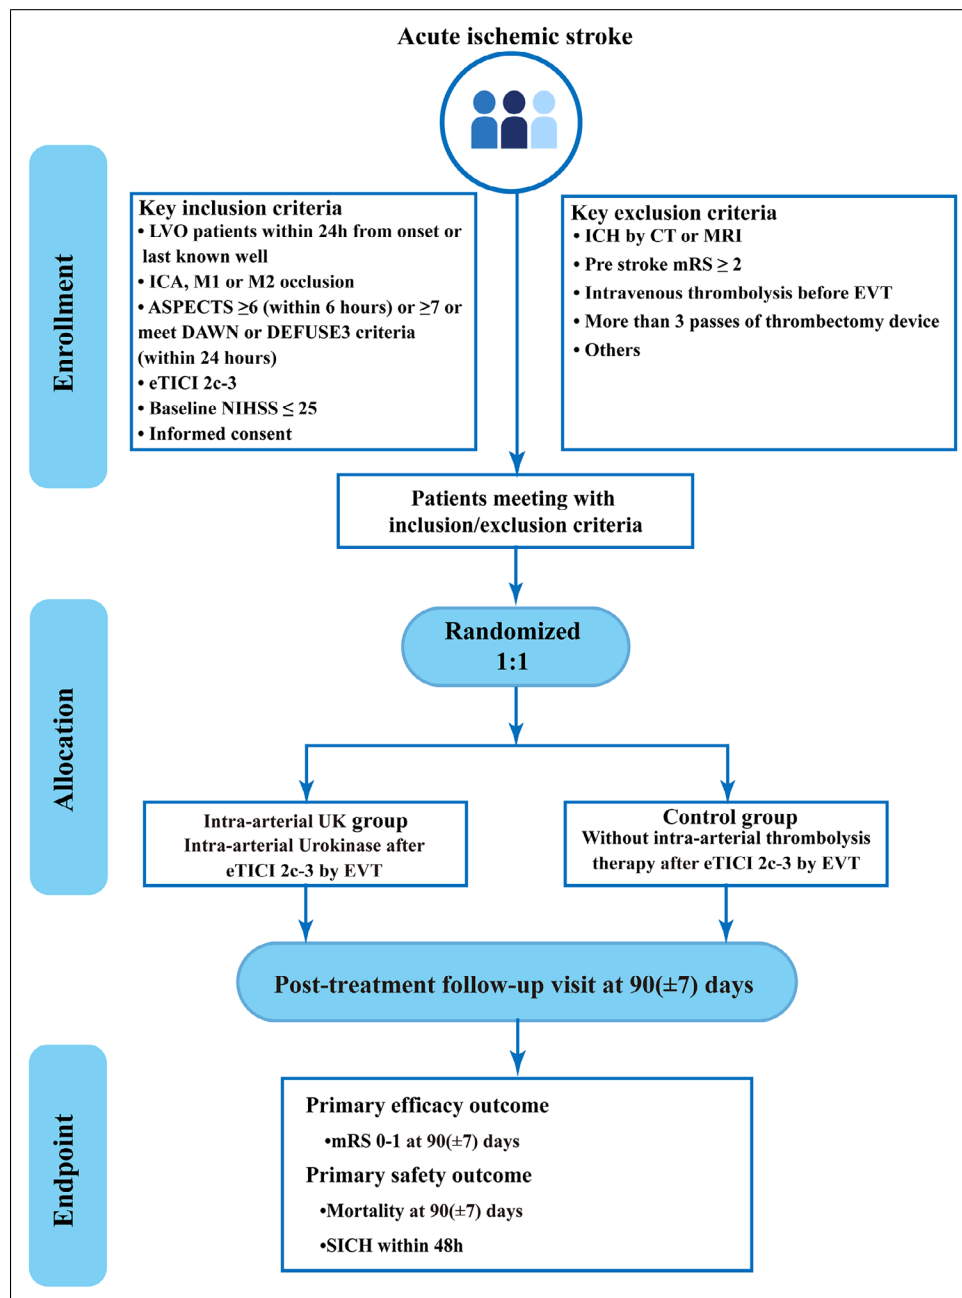 Acute ischemic stroke
Enrollment
Key inclusion criteria
• LVO patients within 24h from onset or
last known well
• ICA, M1 or M2 occlusion
• ASPECTS ≥6 (within 6 hours) or ≥7 or
meet DAWN or DEFUSE3 criteria
(within 24 hours)
• eTICI 2c-3
• Baseline NIHSS ≤ 25
• Informed consent
Key exclusion criteria
• ICH by CT or MRI
• Pre stroke mRS ≥ 2
• Intravenous thrombolysis before EVT
• More than 3 passes of thrombectomy device
• Others
Patients meeting with
inclusion/exclusion criteria
Allocation
Randomized
1:1
Intra-arterial UK group
Intra-arterial Urokinase after
eTICI 2c-3 by EVT
Control group
Without intra-arterial thrombolysis
therapy after eTICI 2c-3 by EVT
Post-treatment follow-up visit at 90(±7) days
Endpoint
Primary efficacy outcome
•mRS 0-1 at 90(±7) days
Primary safety outcome
•Mortality at 90(±7) days
•SICH within 48h